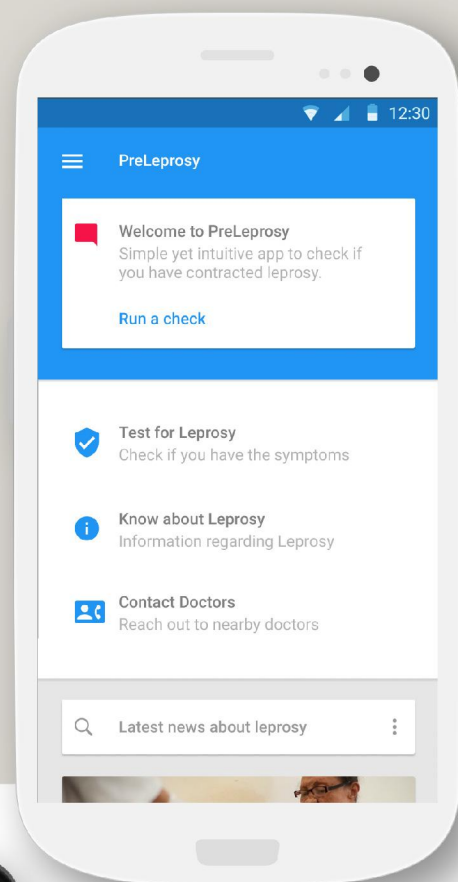 12:30
PreLeprosy
Welcome to PreLeprosy
Simple yet intuitive app to check if
you have contracted leprosy.
Run a check
Test for Leprosy
Check if you have the symptoms
Know about Leprosy
Information regarding Leprosy
Contact Doctors
Reach out to nearby doctors
Latest news about leprosy